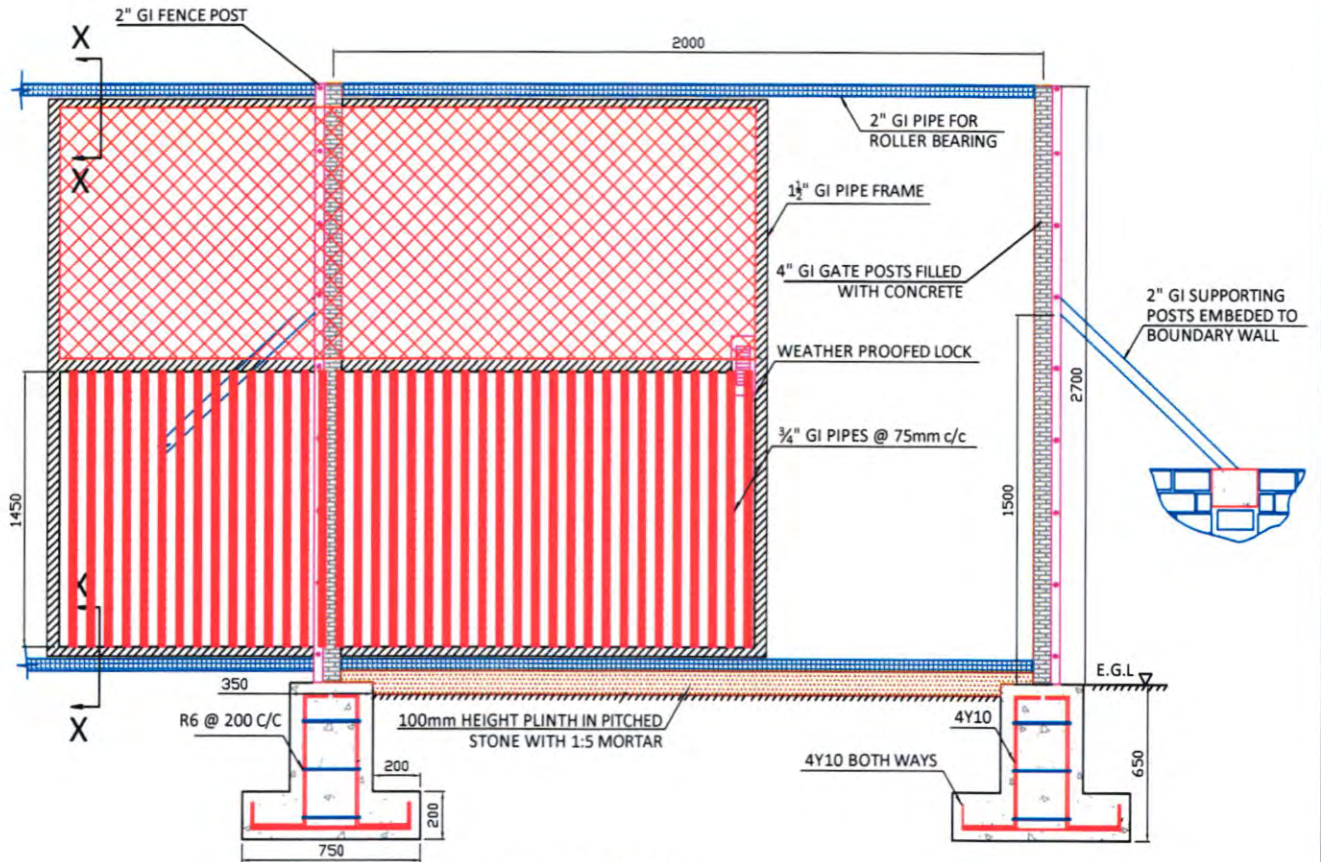 2" GI FENCE POST
X
2000
2" GI PIPE FOR
ROLLER BEARING
X
1½" GI PIPE FRAME
4" GI GATE POSTS FILLED
WITH CONCRETE
2" GI SUPPORTING
POSTS EMBEDED TO
BOUNDARY WALL
WEATHER PROOFED LOCK
2700
¾" GI PIPES @ 75mm c/c
1450
1500
X
E.G.L
350
R6 @ 200 C/C
100mm HEIGHT PLINTH IN PITCHED
STONE WITH 1:5 MORTAR
4Y10
X
200
4Y10 BOTH WAYS
650
200
750